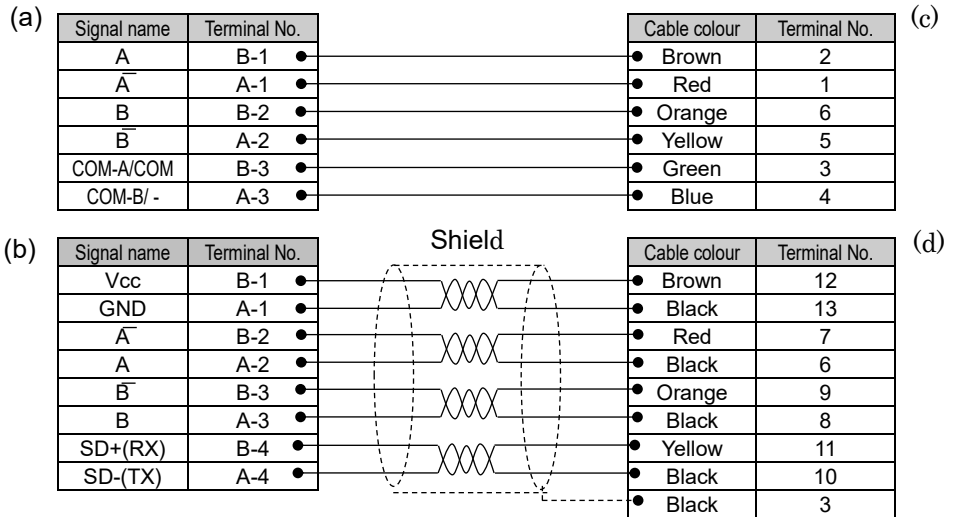 (a) (c)
Signal name Terminal No. Cable colour Terminal No.
A B-1 Brown 2
A̅ A-1 Red 1
B B-2 Orange 6
B̅ A-2 Yellow 5
COM-A/COM B-3 Green 3
COM-B/ - A-3 Blue 4
(b) Shield (d)
Signal name Terminal No. Cable colour Terminal No.
Vcc B-1 Brown 12
GND A-1 Black 13
A̅ B-2 Red 7
A A-2 Black 6
B̅ B-3 Orange 9
B A-3 Black 8
SD+(RX) B-4 Yellow 11
SD-(TX) A-4 Black 10
Black 3